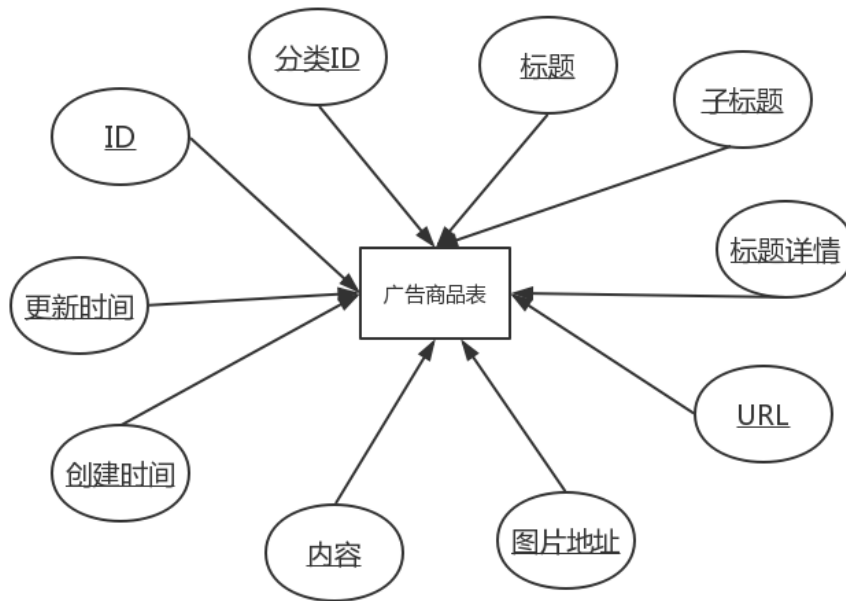 分类ID
标题
子标题
ID
标题详情
更新时间
广告商品表
URL
创建时间
内容
图片地址